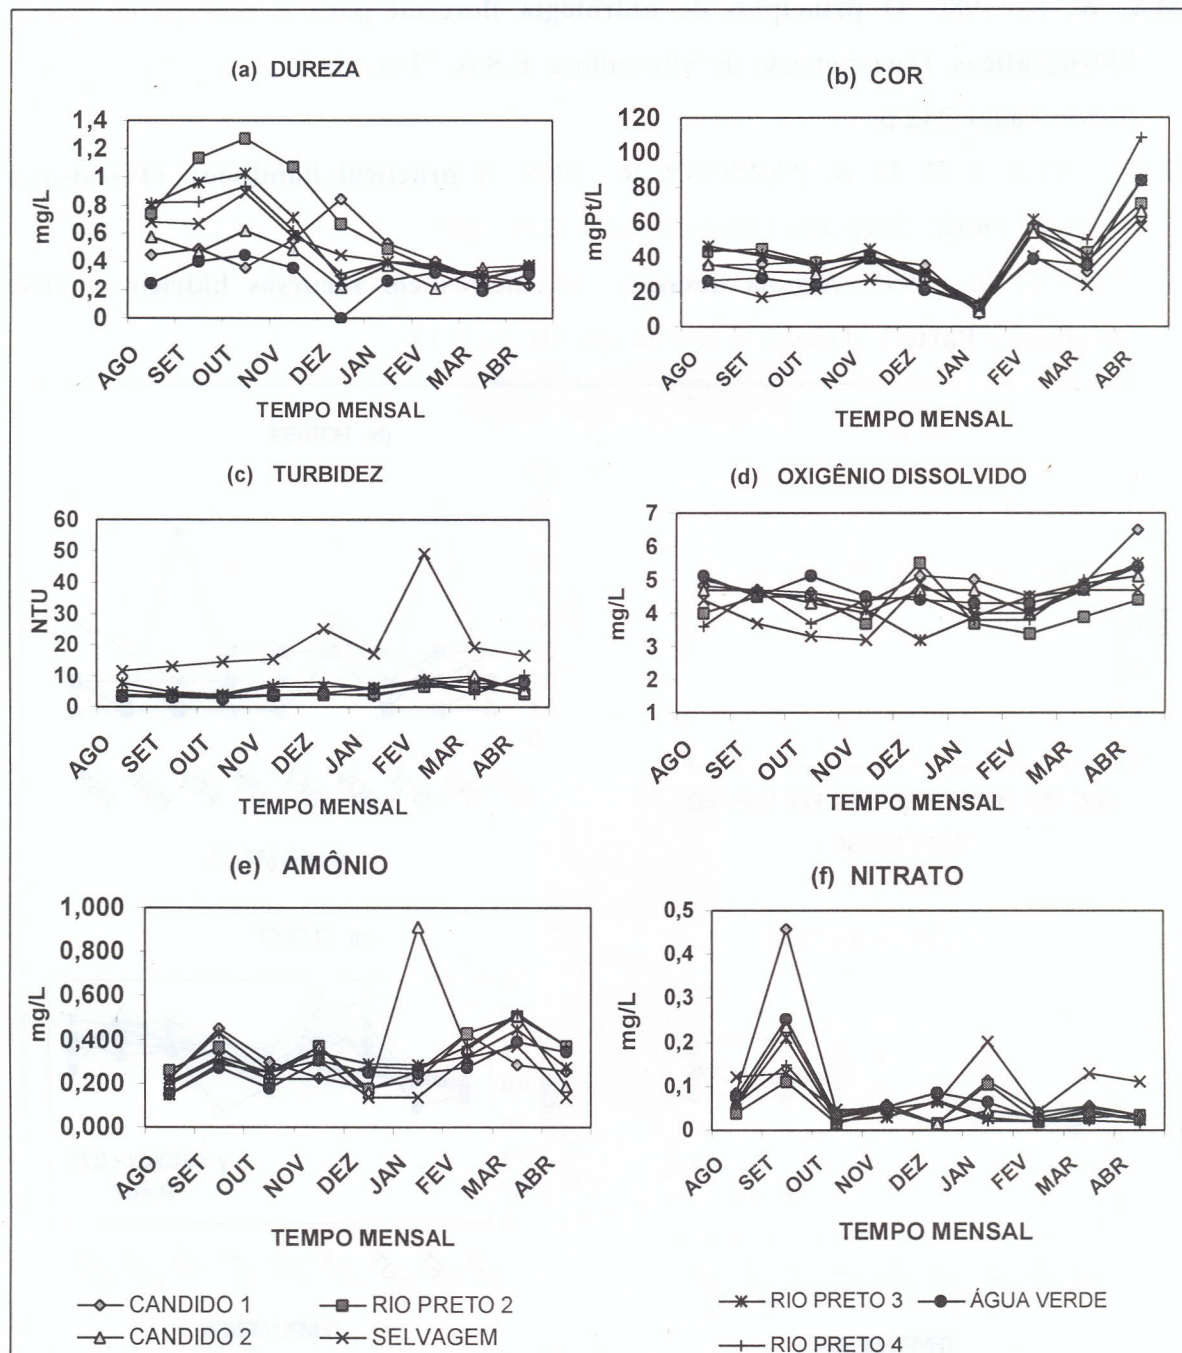 (a) DUREZA
mg/L
1,4
1,2
1
0,8
0,6
0,4
0,2
0
AGO SET OUT NOV DEZ JAN FEV MAR ABR
TEMPO MENSAL
(b) COR
mgPt/L
120
100
80
60
40
20
0
AGO SET OUT NOV DEZ JAN FEV MAR ABR
TEMPO MENSAL
(c) TURBIDEZ
NTU
60
50
40
30
20
10
0
AGO SET OUT NOV DEZ JAN FEV MAR ABR
TEMPO MENSAL
(d) OXIGÊNIO DISSOLVIDO
mg/L
7
6
5
4
3
2
1
AGO SET OUT NOV DEZ JAN FEV MAR ABR
TEMPO MENSAL
(e) AMÔNIO
mg/L
1,000
0,800
0,600
0,400
0,200
0,000
AGO SET OUT NOV DEZ JAN FEV MAR ABR
TEMPO MENSAL
(f) NITRATO
mg/L
0,5
0,4
0,3
0,2
0,1
0
AGO SET OUT NOV DEZ JAN FEV MAR ABR
TEMPO MENSAL
CANDIDO 1 RIO PRETO 2 RIO PRETO 3 ÁGUA VERDE
CANDIDO 2 SELVAGEM RIO PRETO 4